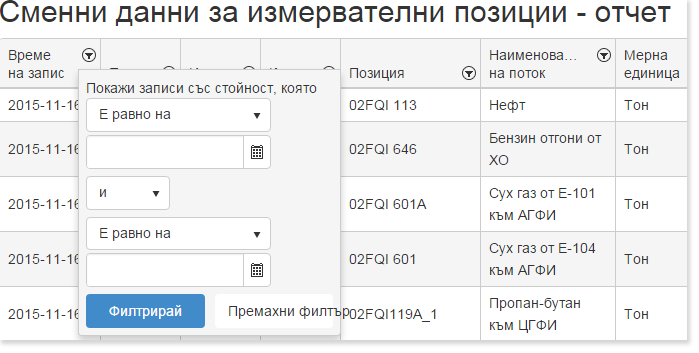 Сменни данни за измервателни позиции - отчет
Време
на запис
Позиция
Наименова...
на поток
Мерна
единица
Покажи записи със стойност, която
Е равно на
и
Е равно на
Филтрирай
Премахни филтър
2015-11-16
02FQI 113
Нефт
Тон
2015-11-16
02FQI 646
Бензин отгони от
ХО
Тон
2015-11-16
02FQI 601A
Сух газ от Е-101
към АГФИ
Тон
2015-11-16
02FQI 601
Сух газ от Е-104
към АГФИ
Тон
2015-11-16
02FQI119A_1
Пропан-бутан
към ЦГФИ
Тон